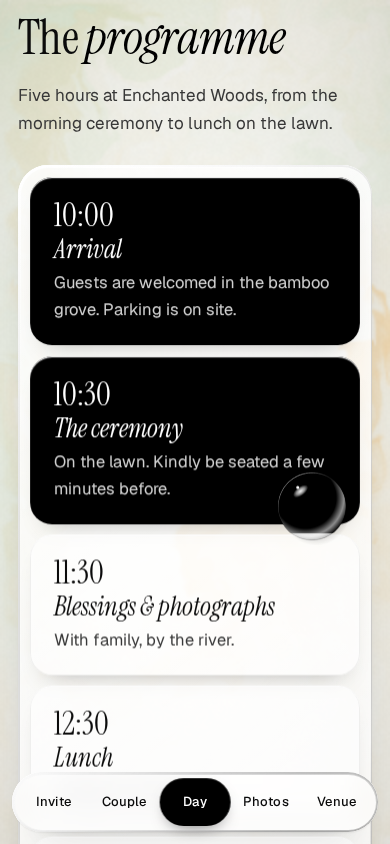 The programme
Five hours at Enchanted Woods, from the
morning ceremony to lunch on the lawn.
10:00
Arrival
Guests are welcomed in the bamboo
grove. Parking is on site.
10:30
The ceremony
On the lawn. Kindly be seated a few
minutes before.
11:30
Blessings & photographs
With family, by the river.
12:30
Lunch
Invite Couple Day Photos Venue